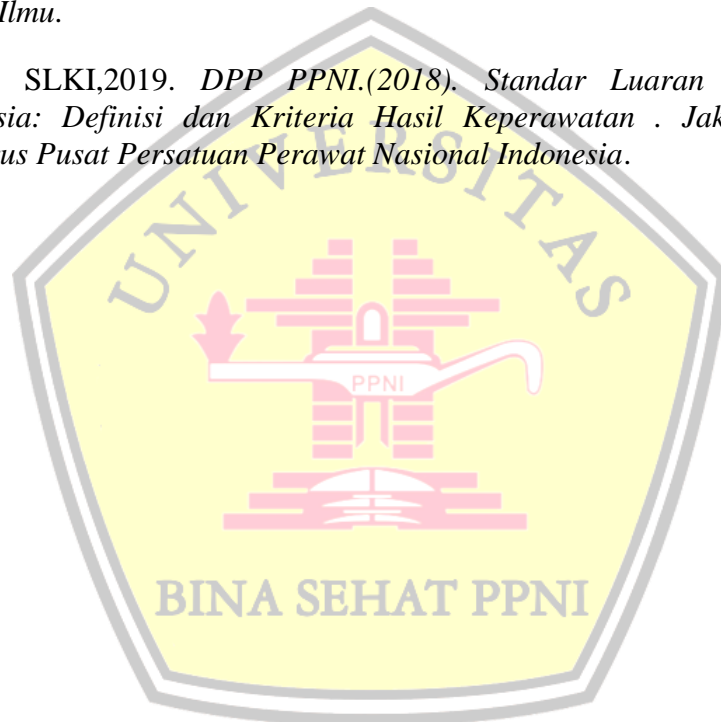 Ilmu.
SLKI,2019. DPP PPNI.(2018). Standar Luaran
sia: Definisi dan Kriteria Hasil Keperawatan . Jak
us Pusat Persatuan Perawat Nasional Indonesia.
UNIVERSITAS
PPNI
BINA SEHAT PPNI